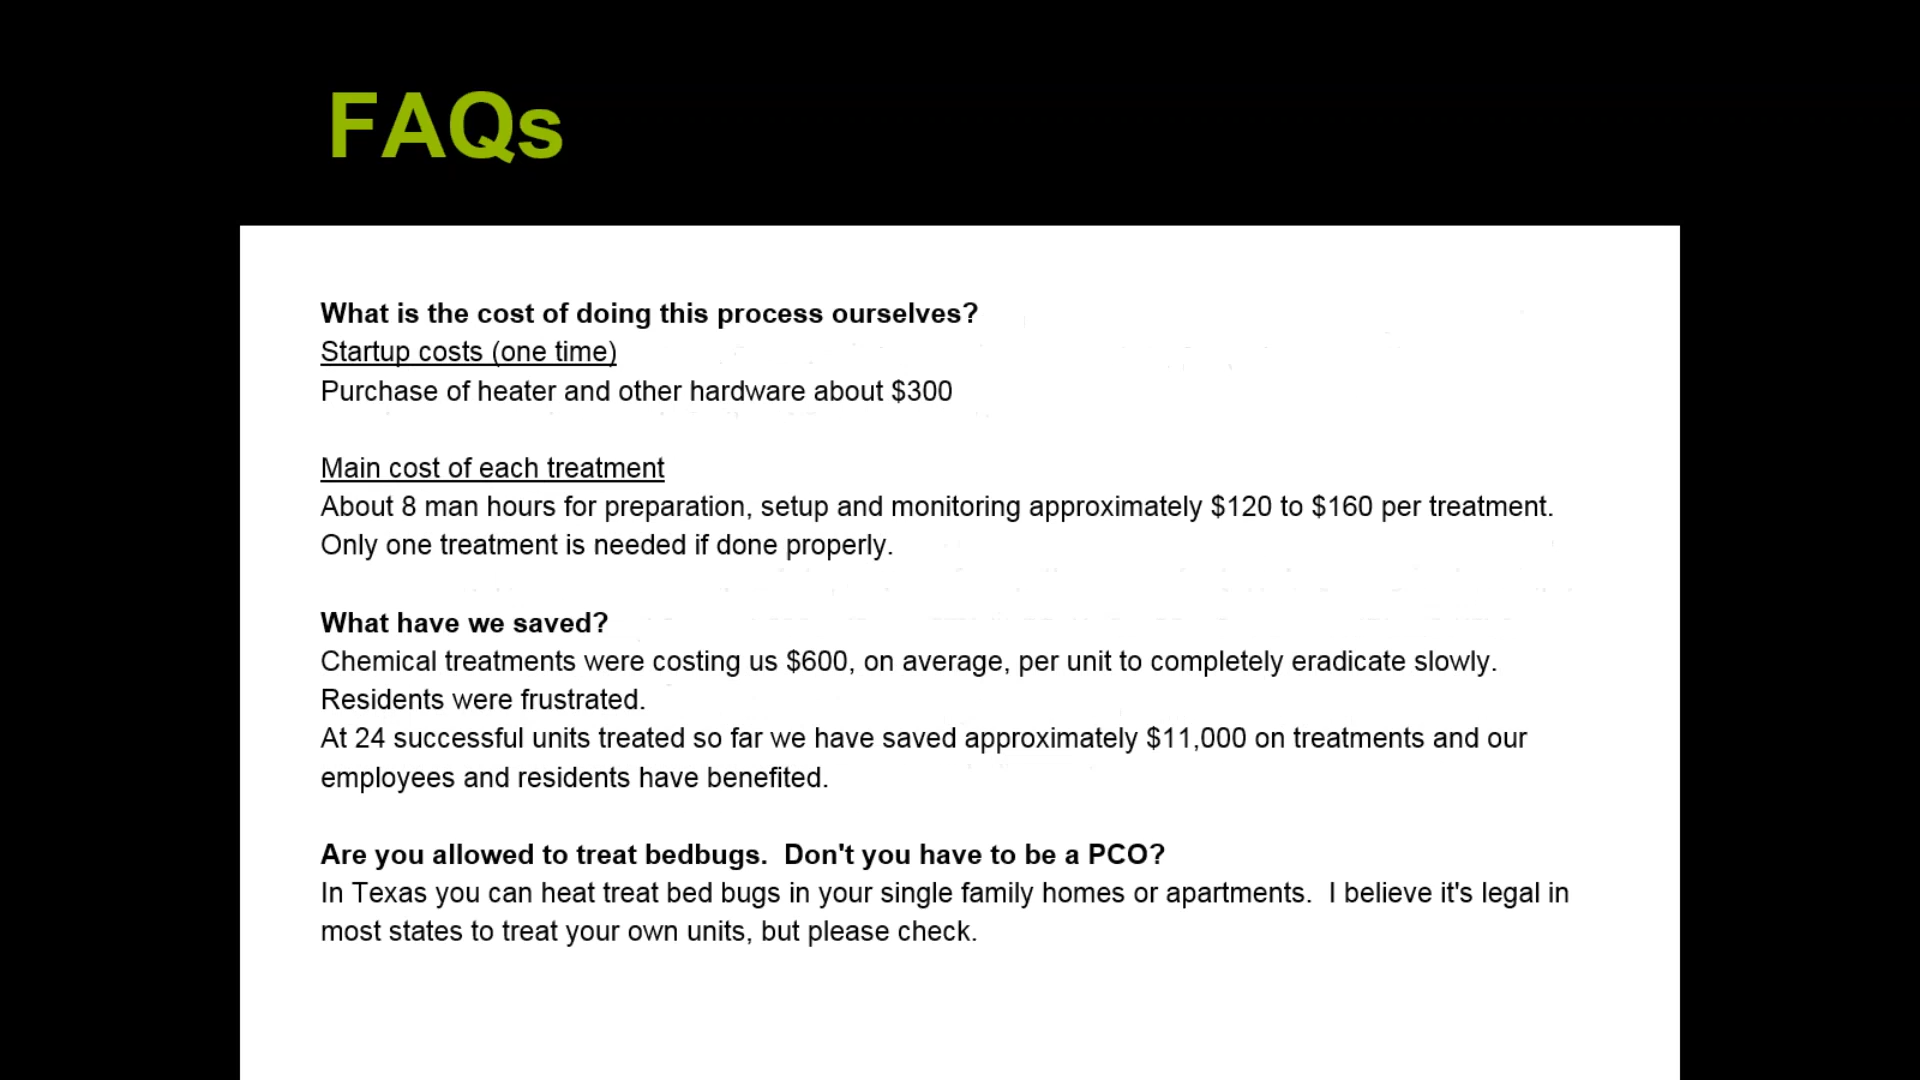 FAQs
What is the cost of doing this process ourselves?
Startup costs (one time)
Purchase of heater and other hardware about $300
Main cost of each treatment
About 8 man hours for preparation, setup and monitoring approximately $120 to $160 per treatment.
Only one treatment is needed if done properly.
What have we saved?
Chemical treatments were costing us $600, on average, per unit to completely eradicate slowly.
Residents were frustrated.
At 24 successful units treated so far we have saved approximately $11,000 on treatments and our
employees and residents have benefited.
Are you allowed to treat bedbugs.  Don't you have to be a PCO?
In Texas you can heat treat bed bugs in your single family homes or apartments.  I believe it's legal in
most states to treat your own units, but please check.